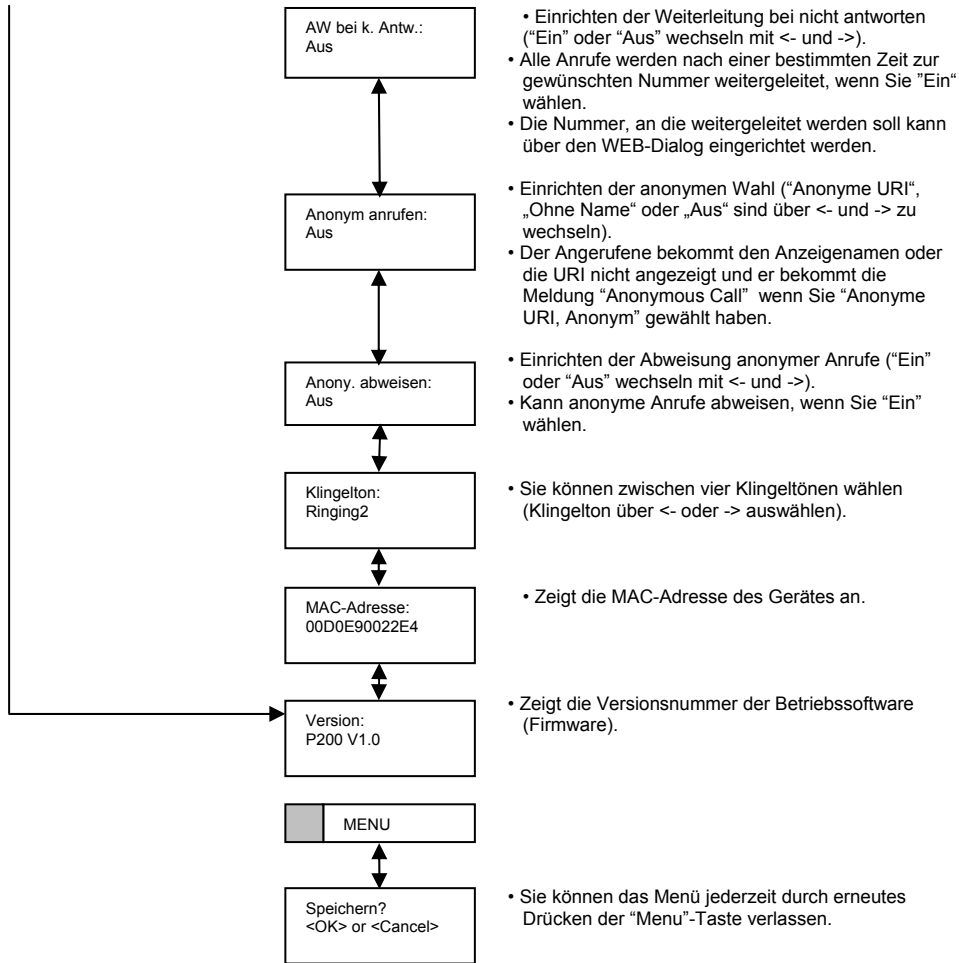 AW bei k. Antw.:
Aus
• Einrichten der Weiterleitung bei nicht antworten
(“Ein” oder “Aus” wechseln mit <- und ->).
• Alle Anrufe werden nach einer bestimmten Zeit zur
gewünschten Nummer weitergeleitet, wenn Sie ”Ein“
wählen.
• Die Nummer, an die weitergeleitet werden soll kann
über den WEB-Dialog eingerichtet werden.
Anonym anrufen:
Aus
• Einrichten der anonymen Wahl (“Anonyme URI“,
„Ohne Name“ oder „Aus“ sind über <- und -> zu
wechseln).
• Der Angerufene bekommt den Anzeigenamen oder
die URI nicht angezeigt und er bekommt die
Meldung “Anonymous Call” wenn Sie “Anonyme
URI, Anonym” gewählt haben.
Anony. abweisen:
Aus
• Einrichten der Abweisung anonymer Anrufe (“Ein”
oder “Aus” wechseln mit <- und ->).
• Kann anonyme Anrufe abweisen, wenn Sie “Ein”
wählen.
Klingelton:
Ringing2
• Sie können zwischen vier Klingeltönen wählen
(Klingelton über <- oder -> auswählen).
MAC-Adresse:
00D0E90022E4
• Zeigt die MAC-Adresse des Gerätes an.
Version:
P200 V1.0
• Zeigt die Versionsnummer der Betriebssoftware
(Firmware).
MENU
Speichern?
<OK> or <Cancel>
• Sie können das Menü jederzeit durch erneutes
Drücken der “Menu”-Taste verlassen.